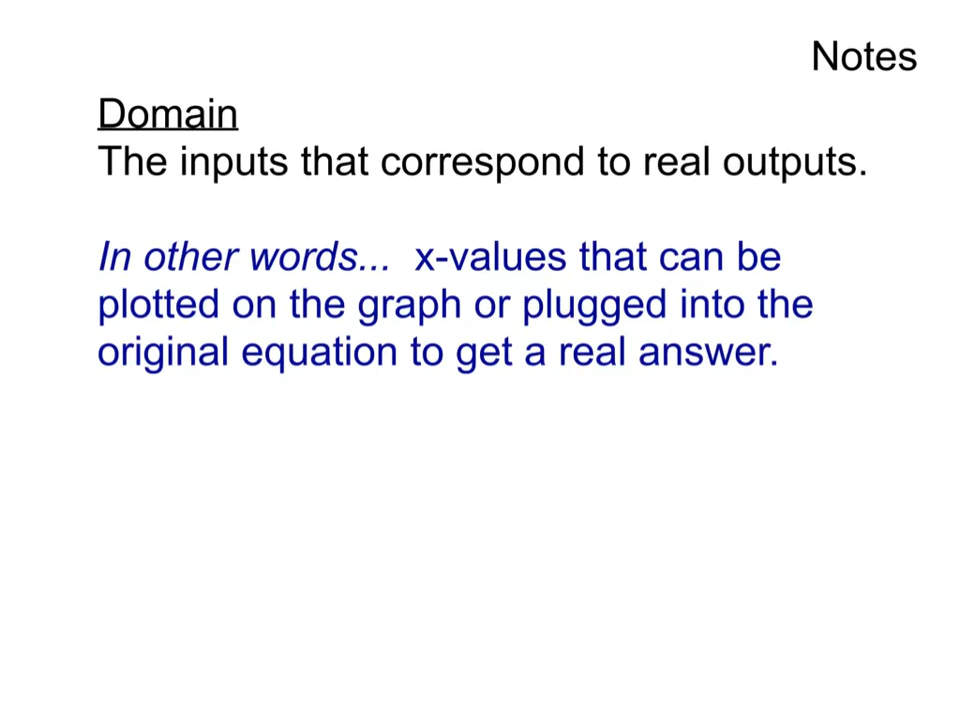 Notes
Domain
The inputs that correspond to real outputs.
In other words... x-values that can be
plotted on the graph or plugged into the
original equation to get a real answer.